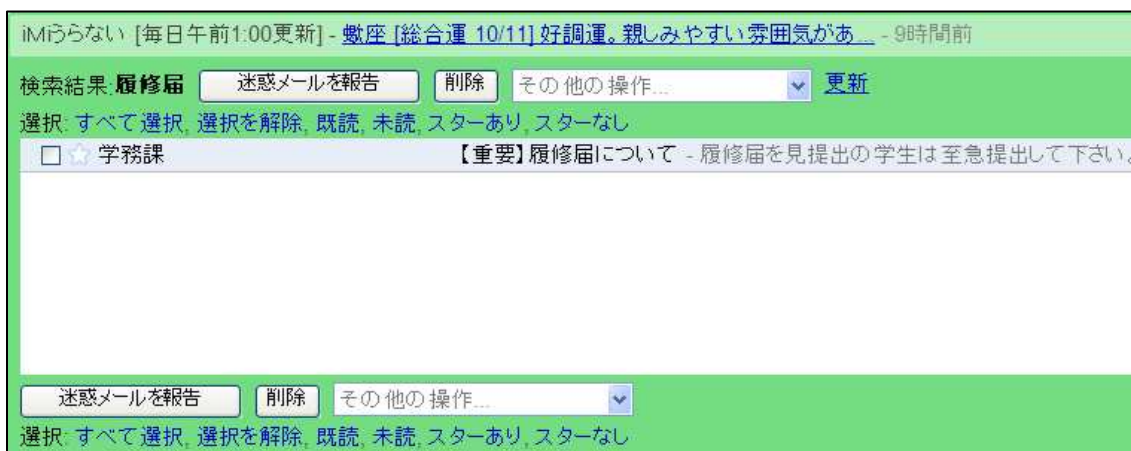 iMiうらない [毎日午前1:00更新] - 蠍座 [総合運 10/11] 好調運。親しみやすい雰囲気があ... - 9時間前
検索結果:履修届 迷惑メールを報告 削除 その他の操作... 更新
選択: すべて選択, 選択を解除, 既読, 未読, スターあり, スターなし
学務課 【重要】履修届について - 履修届を見提出の学生は至急提出して下さい。
迷惑メールを報告 削除 その他の操作...
選択: すべて選択, 選択を解除, 既読, 未読, スターあり, スターなし